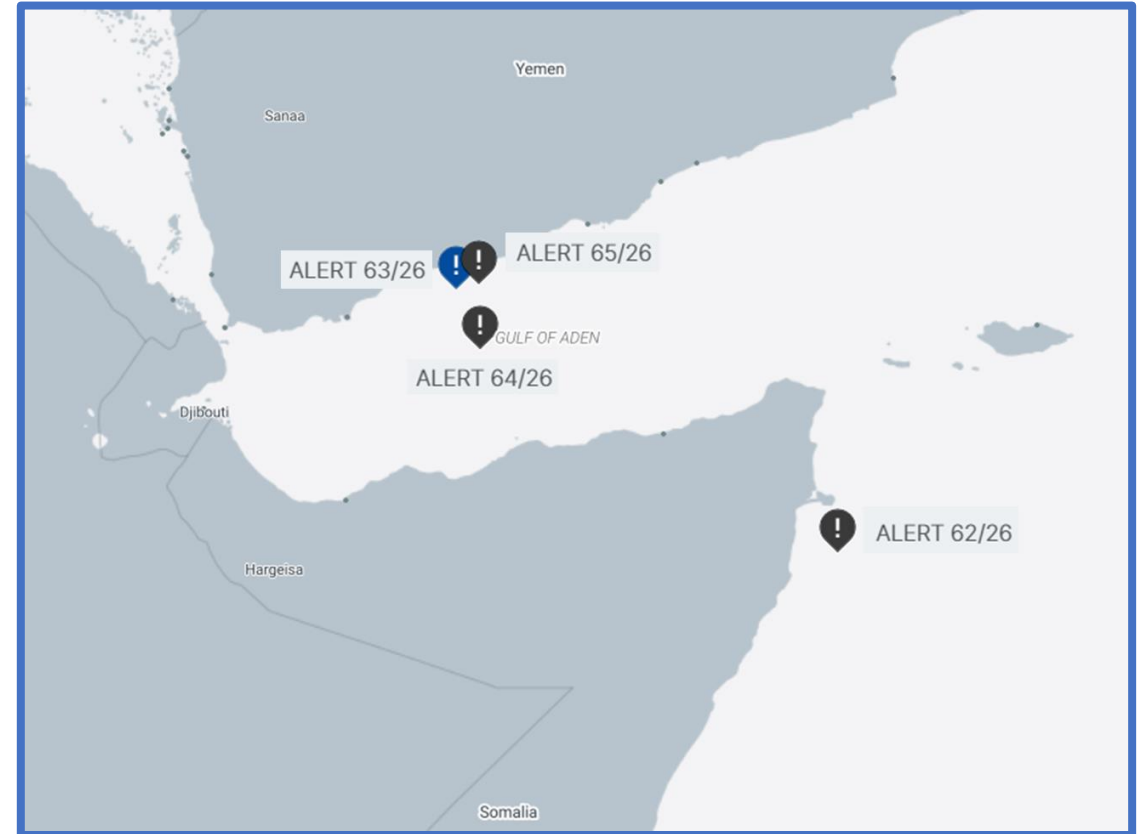 Yemen
Sanaa
ALERT 65/26
ALERT 63/26
GULF OF ADEN
ALERT 64/26
Djibouti
ALERT 62/26
Hargeisa
Somalia